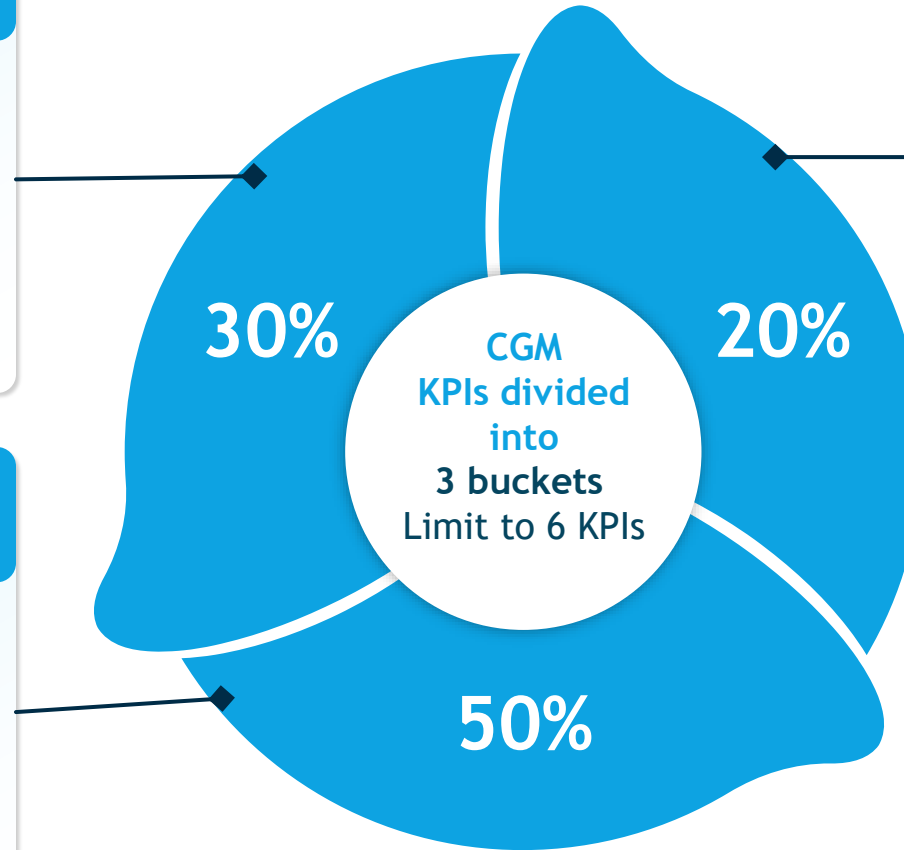 30%
20%
CGM
KPIs divided
into
3 buckets
Limit to 6 KPIs
50%